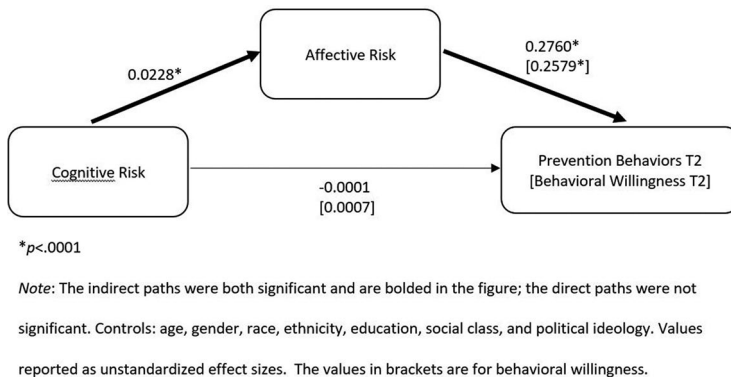 Affective Risk
0.0228*
0.2760*
[0.2579*]
Cognitive Risk
Prevention Behaviors T2
[Behavioral Willingness T2]
-0.0001
[0.0007]
*p<.0001
Note: The indirect paths were both significant and are bolded in the figure; the direct paths were not
significant. Controls: age, gender, race, ethnicity, education, social class, and political ideology. Values
reported as unstandardized effect sizes.  The values in brackets are for behavioral willingness.